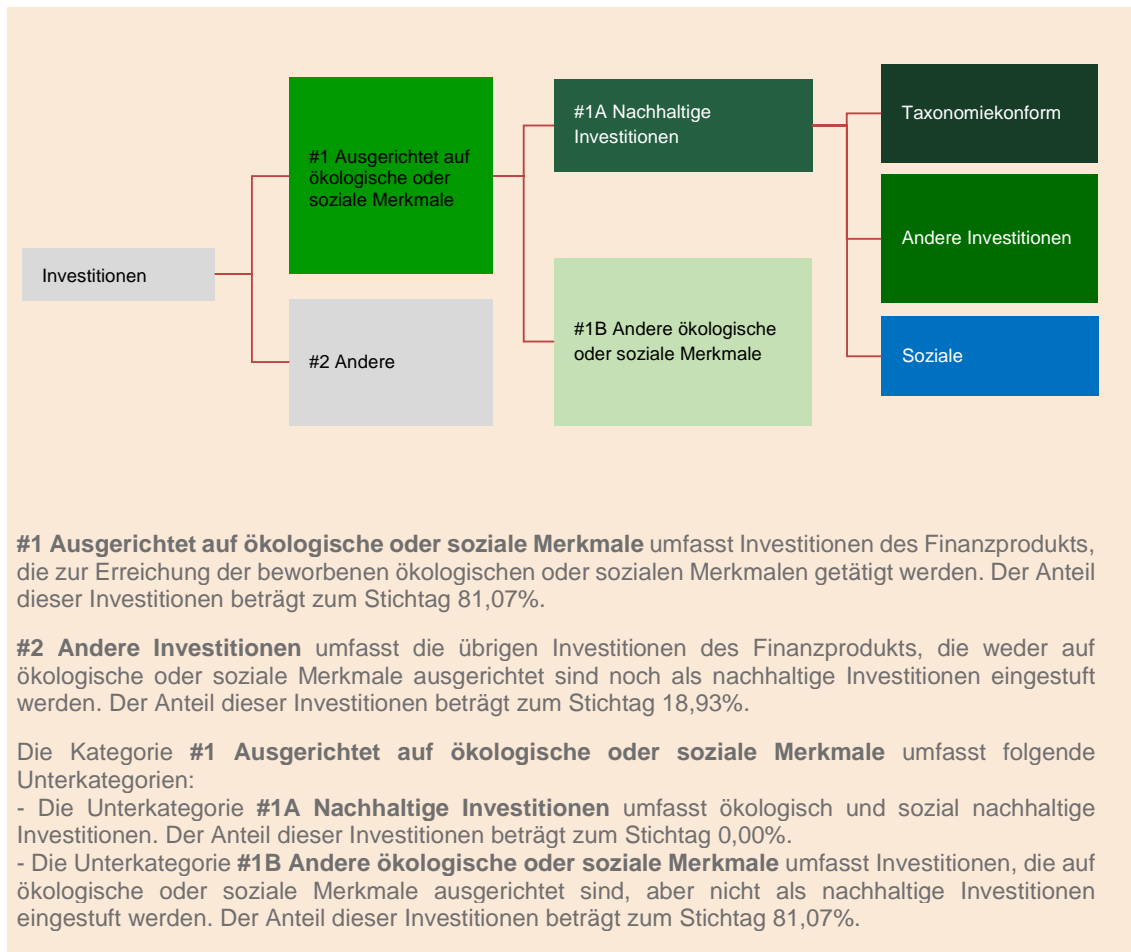 #1A Nachhaltige
Investitionen
Taxonomiekonform
#1 Ausgerichtet auf
ökologische oder
soziale Merkmale
Andere Investitionen
Investitionen
#1B Andere ökologische
oder soziale Merkmale
#2 Andere
Soziale
#1 Ausgerichtet auf ökologische oder soziale Merkmale umfasst Investitionen des Finanzprodukts,
die zur Erreichung der beworbenen ökologischen oder sozialen Merkmalen getätigt werden. Der Anteil
dieser Investitionen beträgt zum Stichtag 81,07%.
#2 Andere Investitionen umfasst die übrigen Investitionen des Finanzprodukts, die weder auf
ökologische oder soziale Merkmale ausgerichtet sind noch als nachhaltige Investitionen eingestuft
werden. Der Anteil dieser Investitionen beträgt zum Stichtag 18,93%.
Die Kategorie #1 Ausgerichtet auf ökologische oder soziale Merkmale umfasst folgende
Unterkategorien:
- Die Unterkategorie #1A Nachhaltige Investitionen umfasst ökologisch und sozial nachhaltige
Investitionen. Der Anteil dieser Investitionen beträgt zum Stichtag 0,00%.
- Die Unterkategorie #1B Andere ökologische oder soziale Merkmale umfasst Investitionen, die auf
ökologische oder soziale Merkmale ausgerichtet sind, aber nicht als nachhaltige Investitionen
eingestuft werden. Der Anteil dieser Investitionen beträgt zum Stichtag 81,07%.